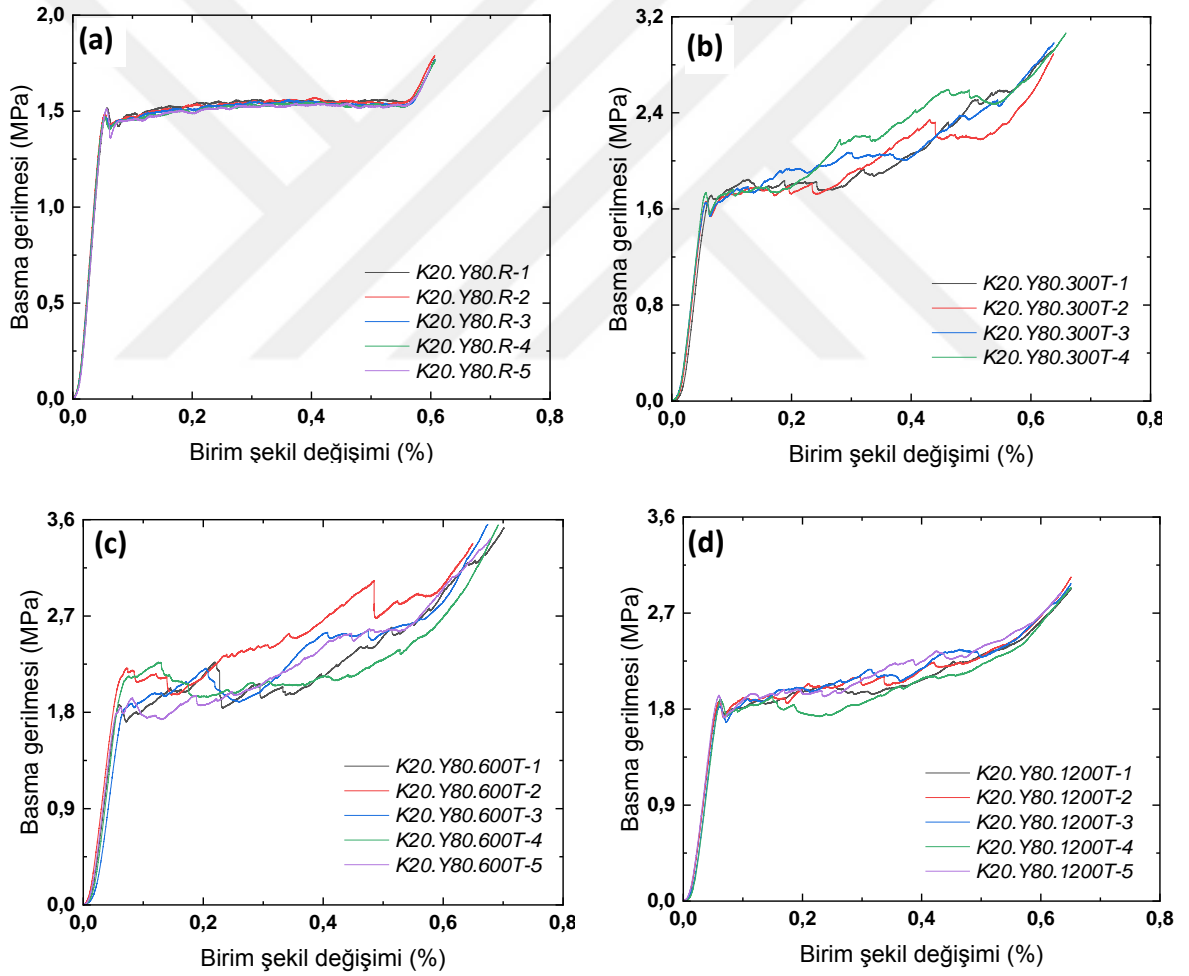 (a)
2,0
1,5
1,0
0,5
0,0
Basma gerilmesi (MPa)
K20.Y80.R-1
K20.Y80.R-2
K20.Y80.R-3
K20.Y80.R-4
K20.Y80.R-5
0,0 0,2 0,4 0,6 0,8
Birim şekil değişimi (%)
(b)
3,2
2,4
1,6
0,8
0,0
Basma gerilmesi (MPa)
K20.Y80.300T-1
K20.Y80.300T-2
K20.Y80.300T-3
K20.Y80.300T-4
0,0 0,2 0,4 0,6 0,8
Birim şekil değişimi (%)
(c)
3,6
2,7
1,8
0,9
0,0
Basma gerilmesi (MPa)
K20.Y80.600T-1
K20.Y80.600T-2
K20.Y80.600T-3
K20.Y80.600T-4
K20.Y80.600T-5
0,0 0,2 0,4 0,6 0,8
Birim şekil değişimi (%)
(d)
3,6
2,7
1,8
0,9
0,0
Basma gerilmesi (MPa)
K20.Y80.1200T-1
K20.Y80.1200T-2
K20.Y80.1200T-3
K20.Y80.1200T-4
K20.Y80.1200T-5
0,0 0,2 0,4 0,6 0,8
Birim şekil değişimi (%)